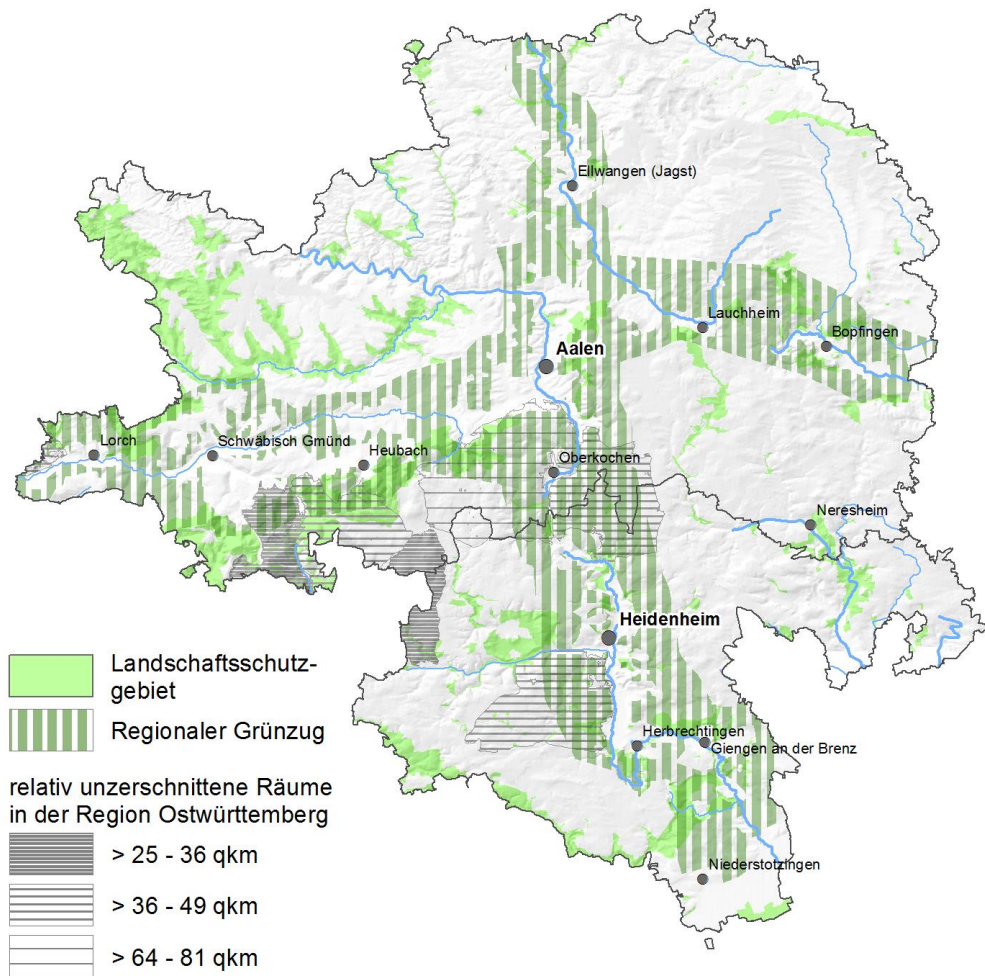 Ellwangen (Jagst)
Lauchheim
Bopfingen
Aalen
Lorch
Schwäbisch Gmünd
Heubach
Oberkochen
Neresheim
Heidenheim
Herbrechtingen
Giengen an der Brenz
Niederstotzingen
Landschaftsschutz-
gebiet
Regionaler Grünzug
relativ unzerschnittene Räume
in der Region Ostwürttemberg
> 25 - 36 qkm
> 36 - 49 qkm
> 64 - 81 qkm